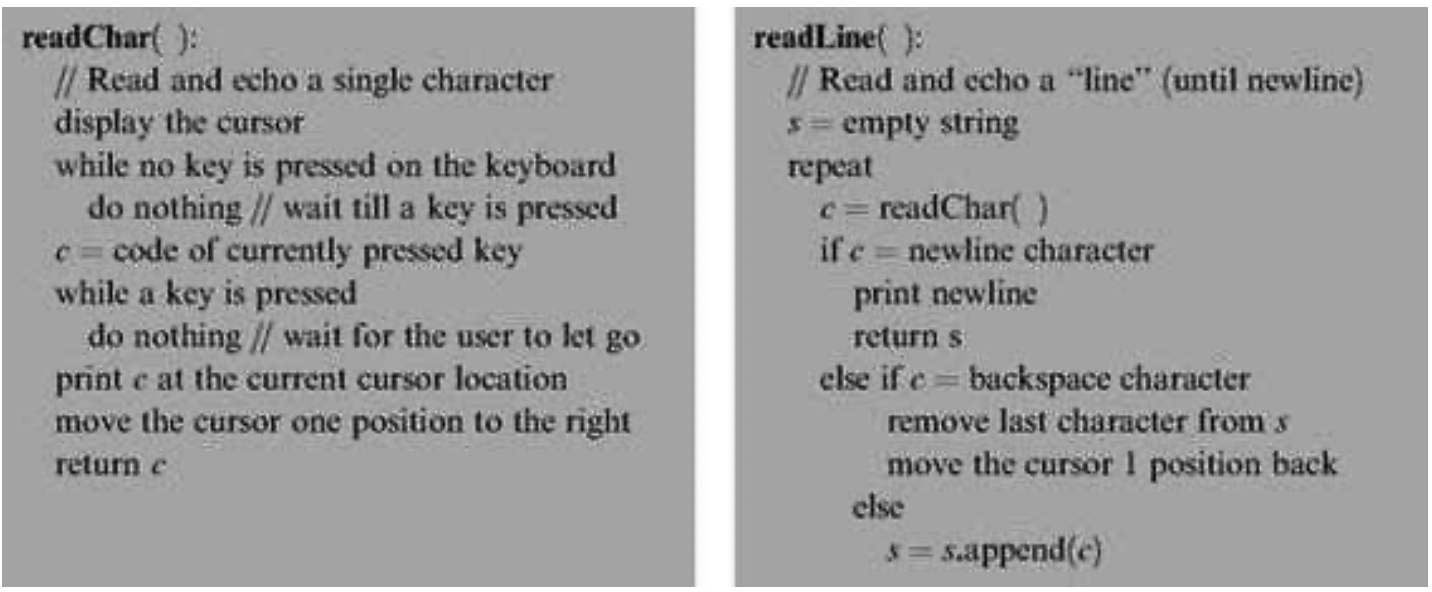 readChar( ):
// Read and echo a single character
display the cursor
while no key is pressed on the keyboard
do nothing // wait till a key is pressed
c = code of currently pressed key
while a key is pressed
do nothing // wait for the user to let go
print c at the current cursor location
move the cursor one position to the right
return c
readLine( ):
// Read and echo a “line” (until newline)
s = empty string
repeat
c = readChar( )
if c = newline character
print newline
return s
else if c = backspace character
remove last character from s
move the cursor 1 position back
else
s = s.append(c)